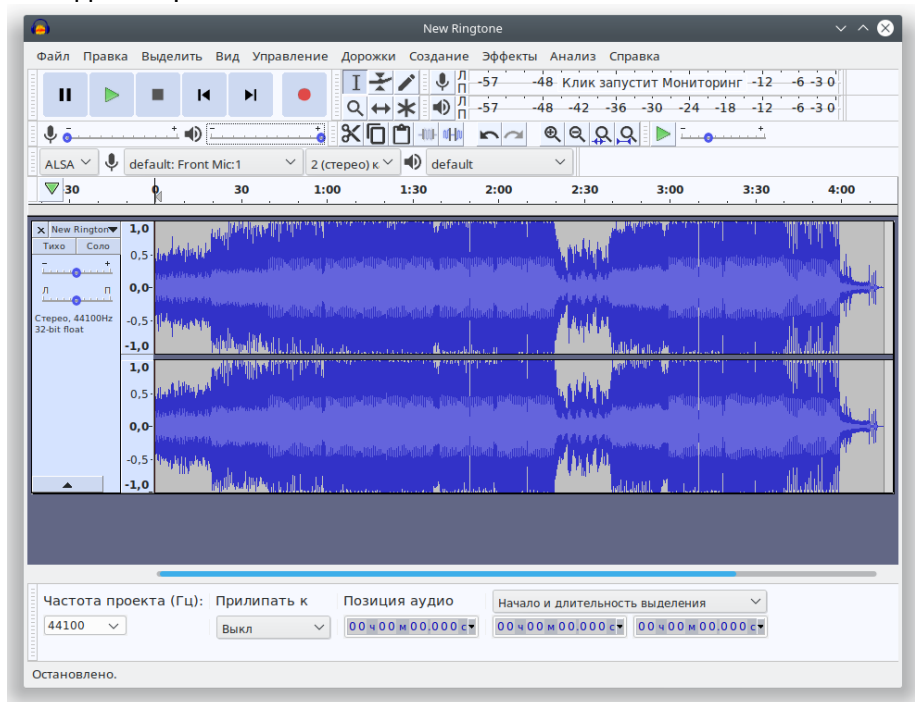 New Ringtone
Файл Правка Выделить Вид Управление Дорожки Создание Эффекты Анализ Справка
Л П -57 -48 Клик запустит Мониторинг -12 -6 -3 0
Л П -57 -48 -42 -36 -30 -24 -18 -12 -6 -3 0
ALSA default: Front Mic:1 2 (стерео) к default
30 0 30 1:00 1:30 2:00 2:30 3:00 3:30 4:00
New Rington
Тихо Соло
- +
Л П
Стерео, 44100Hz
32-bit float
1,0
0,5
0,0
-0,5
-1,0
1,0
0,5
0,0
-0,5
-1,0
Частота проекта (Гц): Прилипать к Позиция аудио Начало и длительность выделения
44100 Выкл 00 ч 00 м 00,000 с 00 ч 00 м 00,000 с 00 ч 00 м 00,000 с
Остановлено.